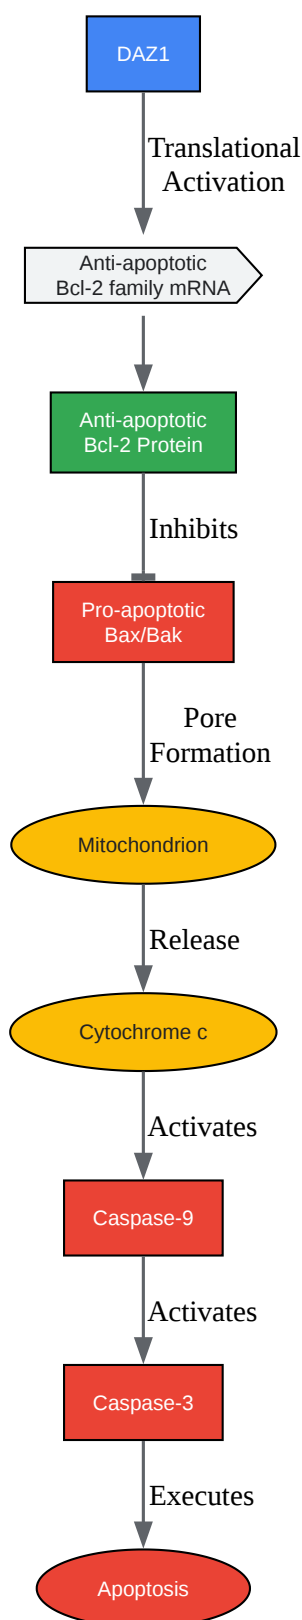 DAZ1
Translational
Activation
Anti-apoptotic
Bcl-2 family mRNA
Anti-apoptotic
Bcl-2 Protein
Inhibits
Pro-apoptotic
Bax/Bak
Pore
Formation
Mitochondrion
Release
Cytochrome c
Activates
Caspase-9
Activates
Caspase-3
Executes
Apoptosis